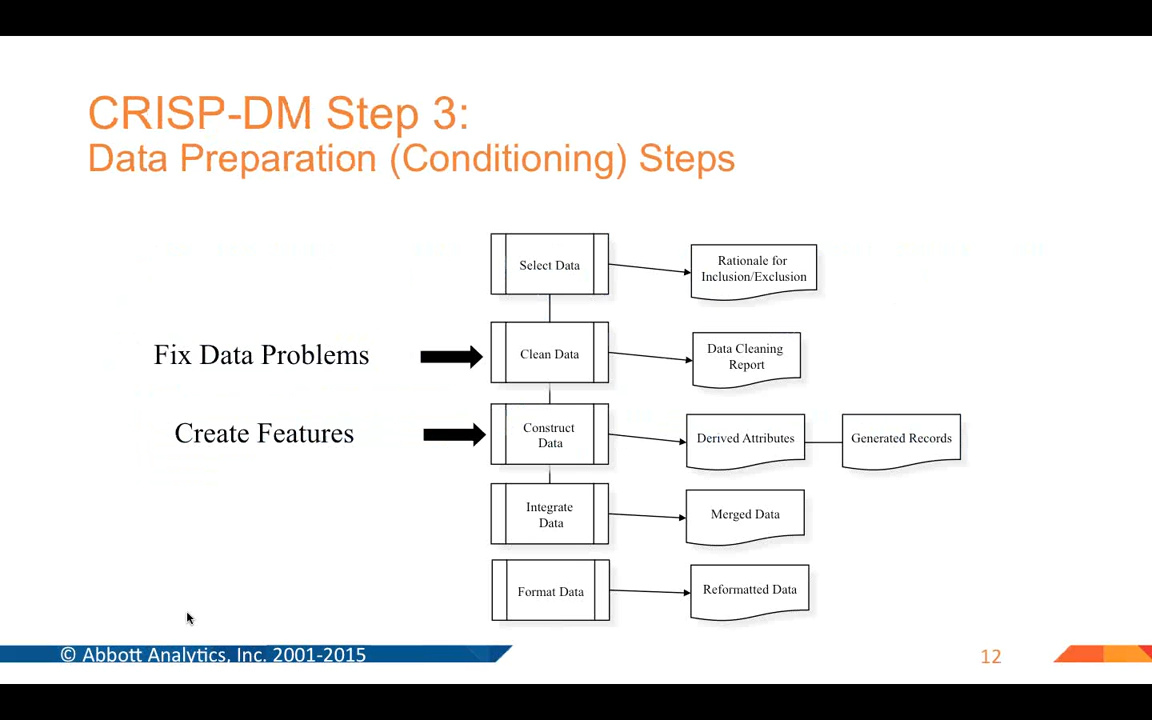 CRISP-DM Step 3:
Data Preparation (Conditioning) Steps
Select Data
Rationale for
Inclusion/Exclusion
Fix Data Problems
Clean Data
Data Cleaning
Report
Create Features
Construct
Data
Derived Attributes
Generated Records
Integrate
Data
Merged Data
Format Data
Reformatted Data
© Abbott Analytics, Inc. 2001-2015
12